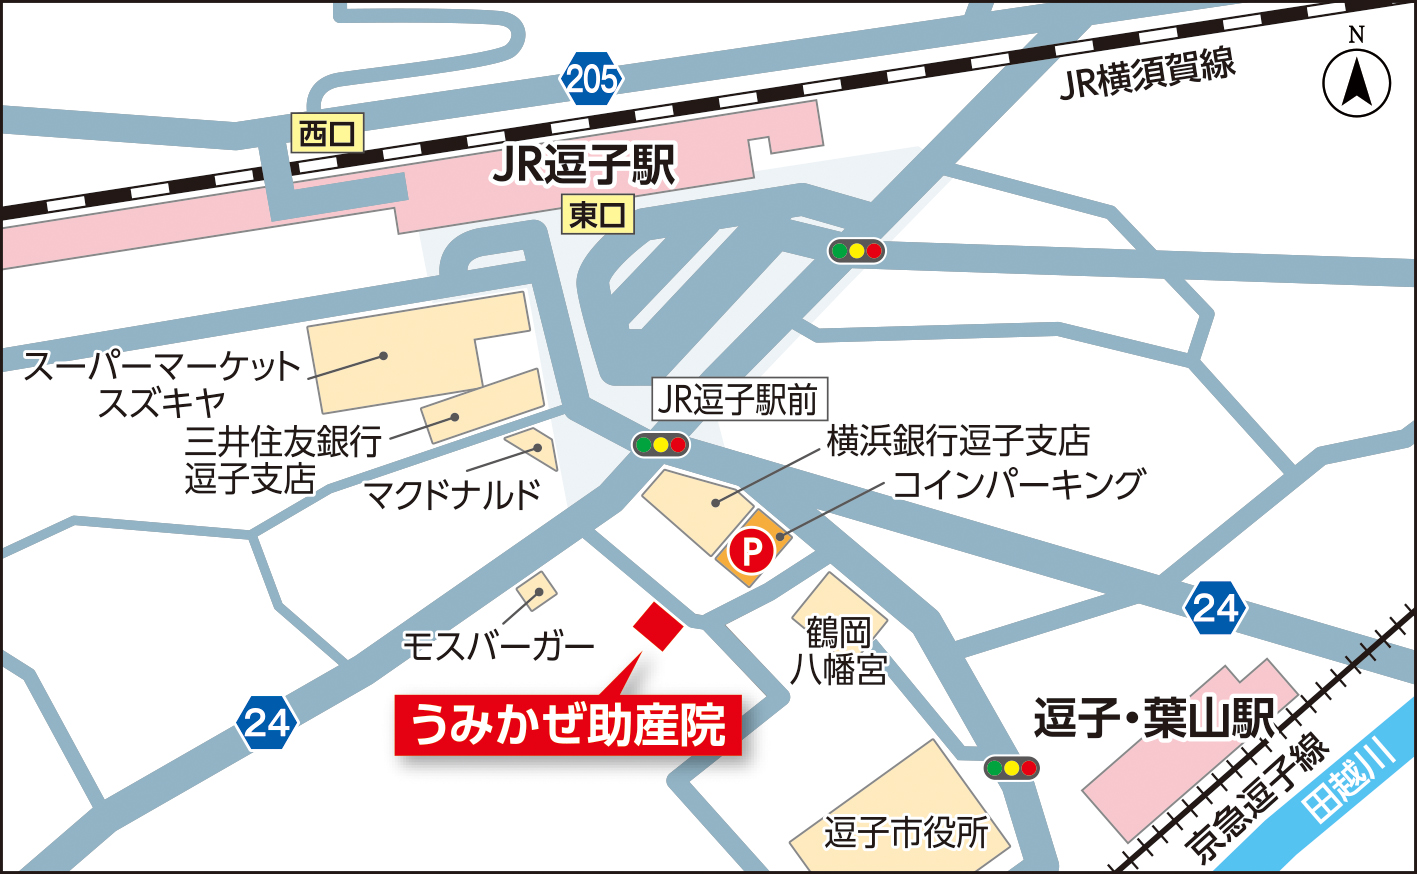 N
205
JR横須賀線
西口
JR逗子駅
東口
スーパーマーケット
スズキヤ
JR逗子駅前
三井住友銀行
逗子支店
横浜銀行逗子支店
マクドナルド
コインパーキング
P
モスバーガー
24
鶴岡
八幡宮
うみかぜ助産院
24
逗子・葉山駅
京急逗子線
田越川
逗子市役所